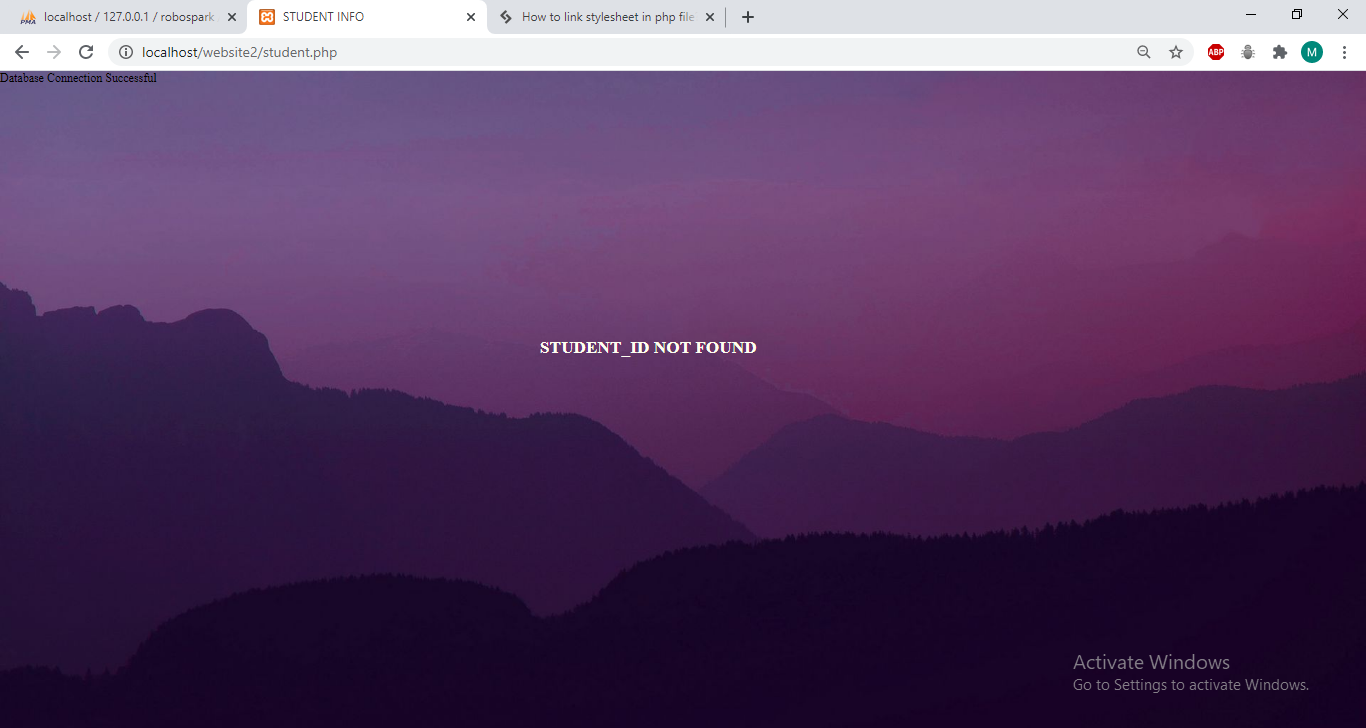 localhost / 127.0.0.1 / robospark
STUDENT INFO
How to link stylesheet in php file
localhost/website2/student.php
ABP
M
Database Connection Successful
STUDENT_ID NOT FOUND
Activate Windows
Go to Settings to activate Windows.